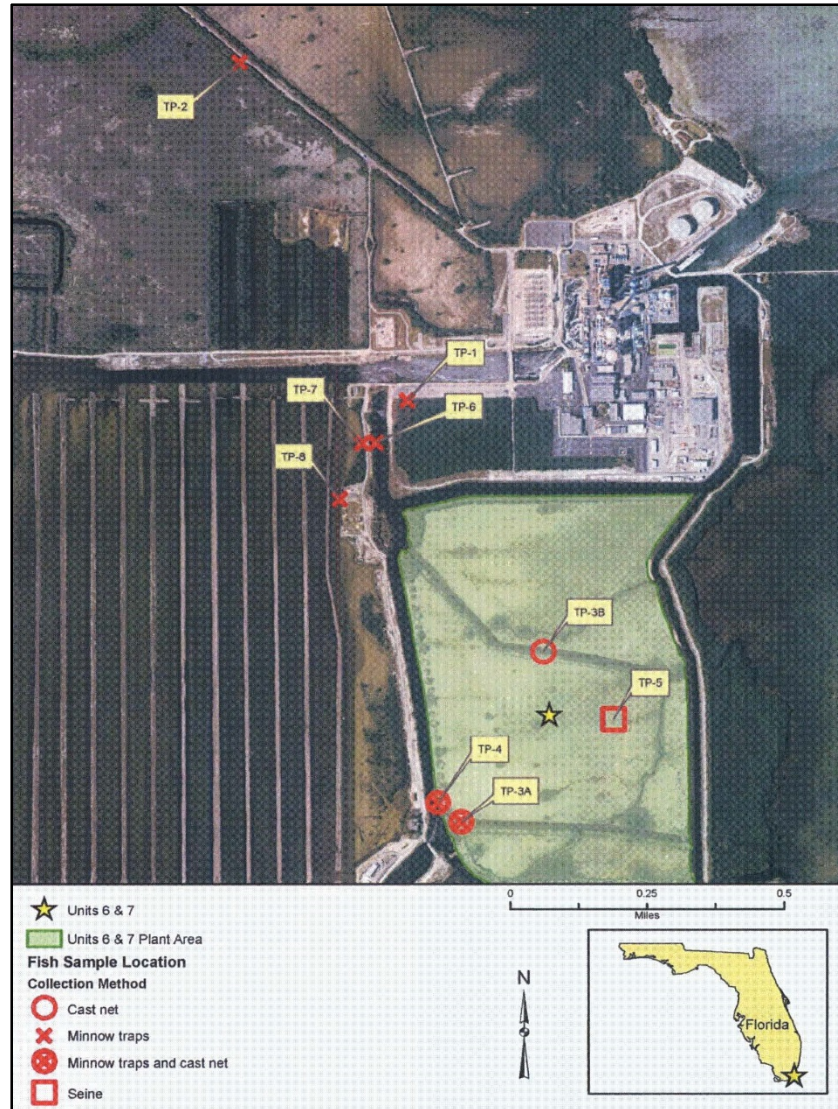 TP-2
TP-1
TP-7
TP-6
TP-8
TP-3B
TP-5
TP-4
TP-3A
Units 6 & 7
Units 6 & 7 Plant Area
Fish Sample Location
Collection Method
Cast net
Minnow traps
Minnow traps and cast net
Seine
0 0.25 0.5
Miles
N
Florida